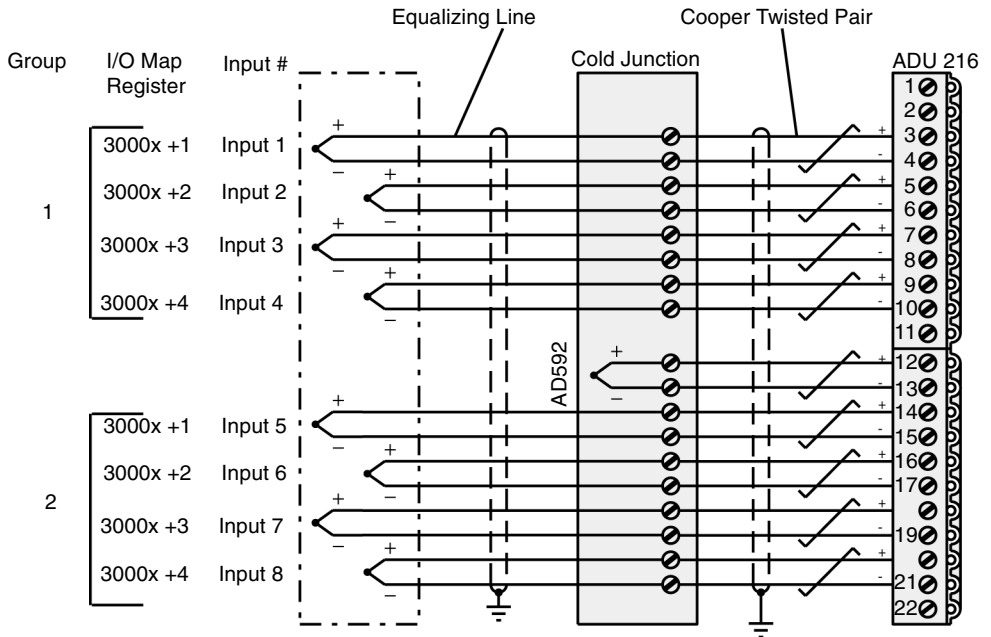 Equalizing Line
Cooper Twisted Pair
Group
I/O Map
Register
Input #
Cold Junction
ADU 216
1
2
+
3000x +1
Input 1
+
3
-
4
−
+
3000x +2
Input 2
+
5
-
6
−
1
+
3000x +3
Input 3
+
7
-
8
−
+
3000x +4
Input 4
+
9
-
10
−
11
AD592
+
+
12
-
13
−
+
3000x +1
Input 5
+
14
-
15
−
+
3000x +2
Input 6
+
16
-
17
−
2
+
3000x +3
Input 7
+
-
19
−
+
3000x +4
Input 8
+
-
21
−
22